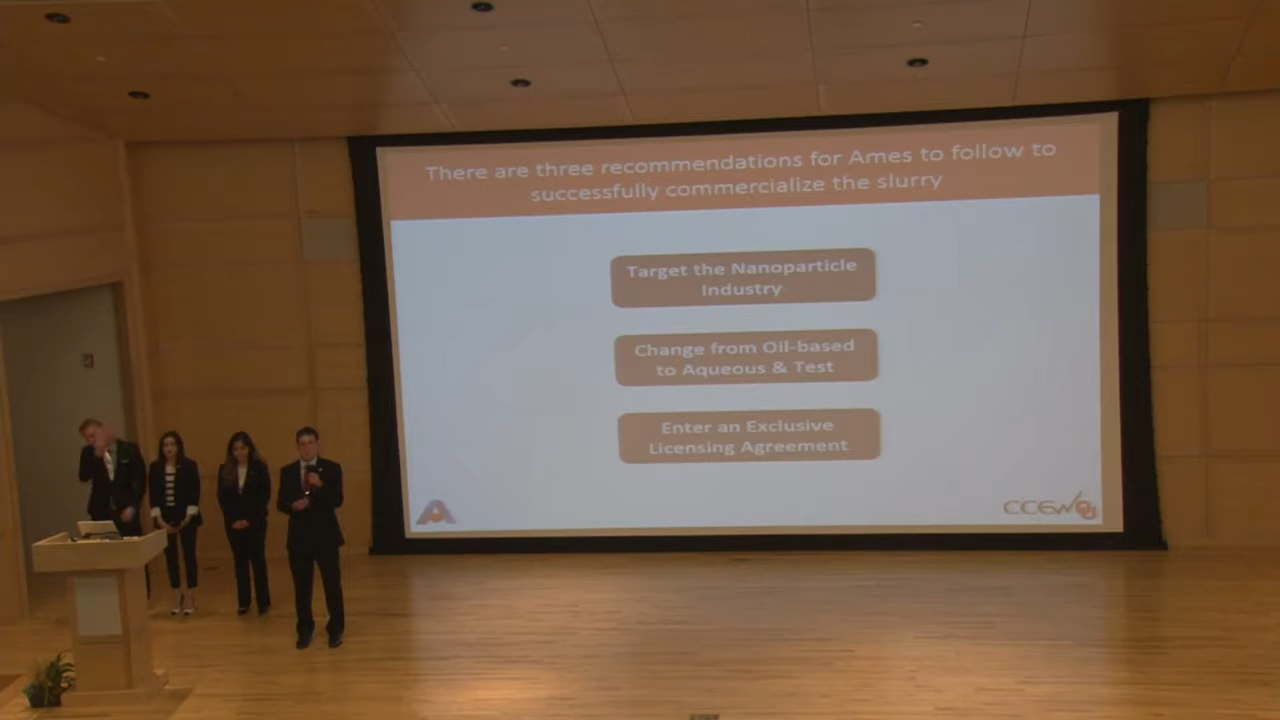 There are three recommendations for Ames to follow to
successfully commercialize the slurry
Target the Nanoparticle
Industry
Change from Oil-based
to Aqueous & Test
Enter an Exclusive
Licensing Agreement